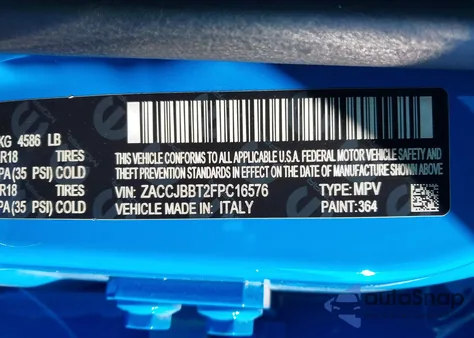 KG 4586 LB
R18 TIRES
PA (35 PSI) COLD
R18 TIRES
PA (35 PSI) COLD
THIS VEHICLE CONFORMS TO ALL APPLICABLE U.S.A. FEDERAL MOTOR VEHICLE SAFETY
AND THEFT PREVENTION STANDARDS IN EFFECT ON THE DATE OF MANUFACTURE SHOWN ABOVE.
VIN: ZACCJBBT2FPC16576 TYPE: MPV
VEHICLE MADE IN: ITALY PAINT: 364
autoSnap